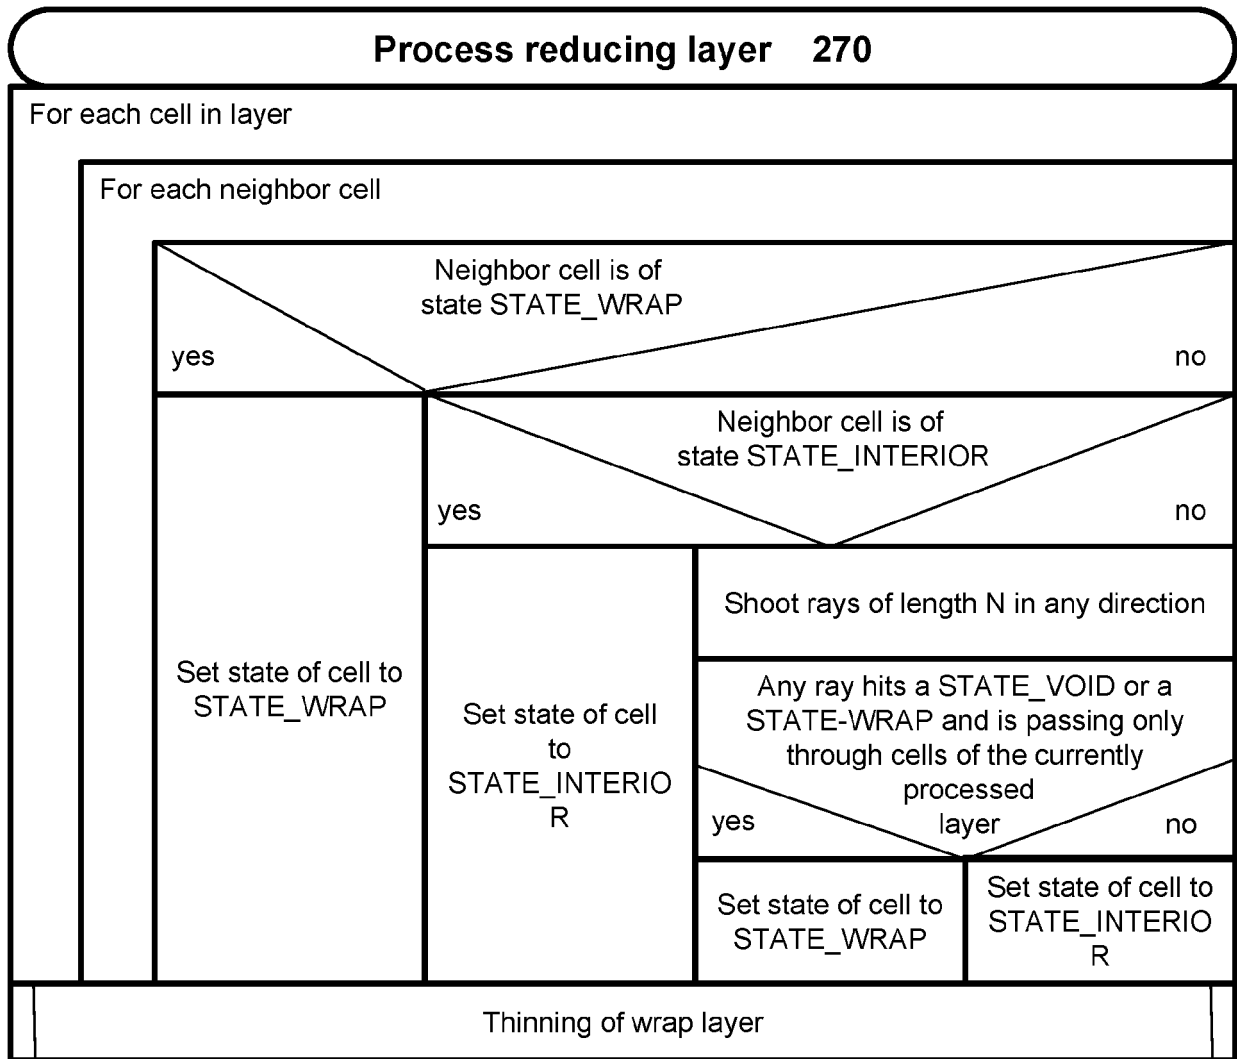 Process reducing layer 270
For each cell in layer
For each neighbor cell
Neighbor cell is of
state STATE_WRAP
yes
no
Neighbor cell is of
state STATE_INTERIOR
yes
no
Shoot rays of length N in any direction
Set state of cell to
STATE_WRAP
Set state of cell
to
STATE_INTERIO
R
Any ray hits a STATE_VOID or a
STATE-WRAP and is passing only
through cells of the currently
processed
layer
yes
no
Set state of cell to
STATE_WRAP
Set state of cell to
STATE_INTERIO
R
Thinning of wrap layer